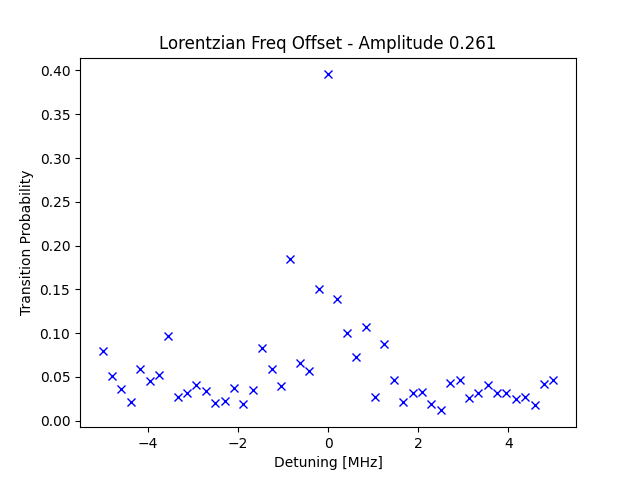 Lorentzian Freq Offset - Amplitude 0.261
0.40
0.35
0.30
0.25
0.20
0.15
0.10
0.05
0.00
Transition Probability
−4 −2 0 2 4
Detuning [MHz]